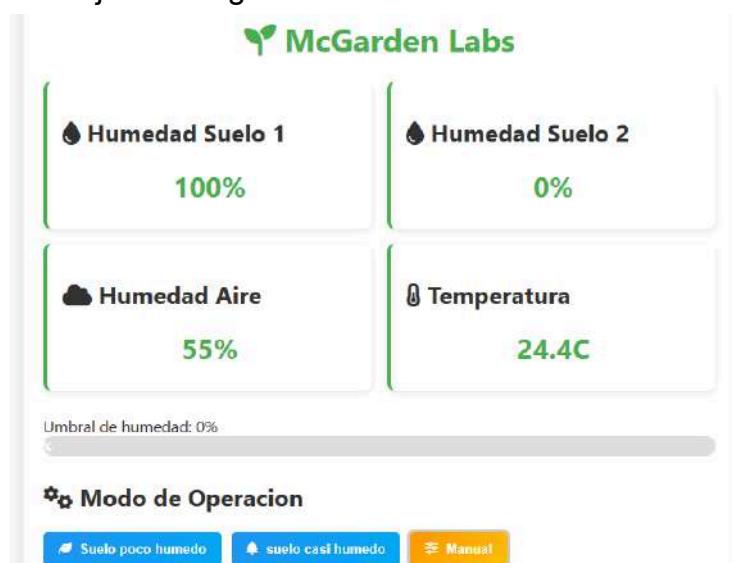 McGarden Labs
Humedad Suelo 1
100%
Humedad Suelo 2
0%
Humedad Aire
55%
Temperatura
24.4C
Umbral de humedad: 0%
Modo de Operacion
Suelo poco humedo
suelo casi humedo
Manual